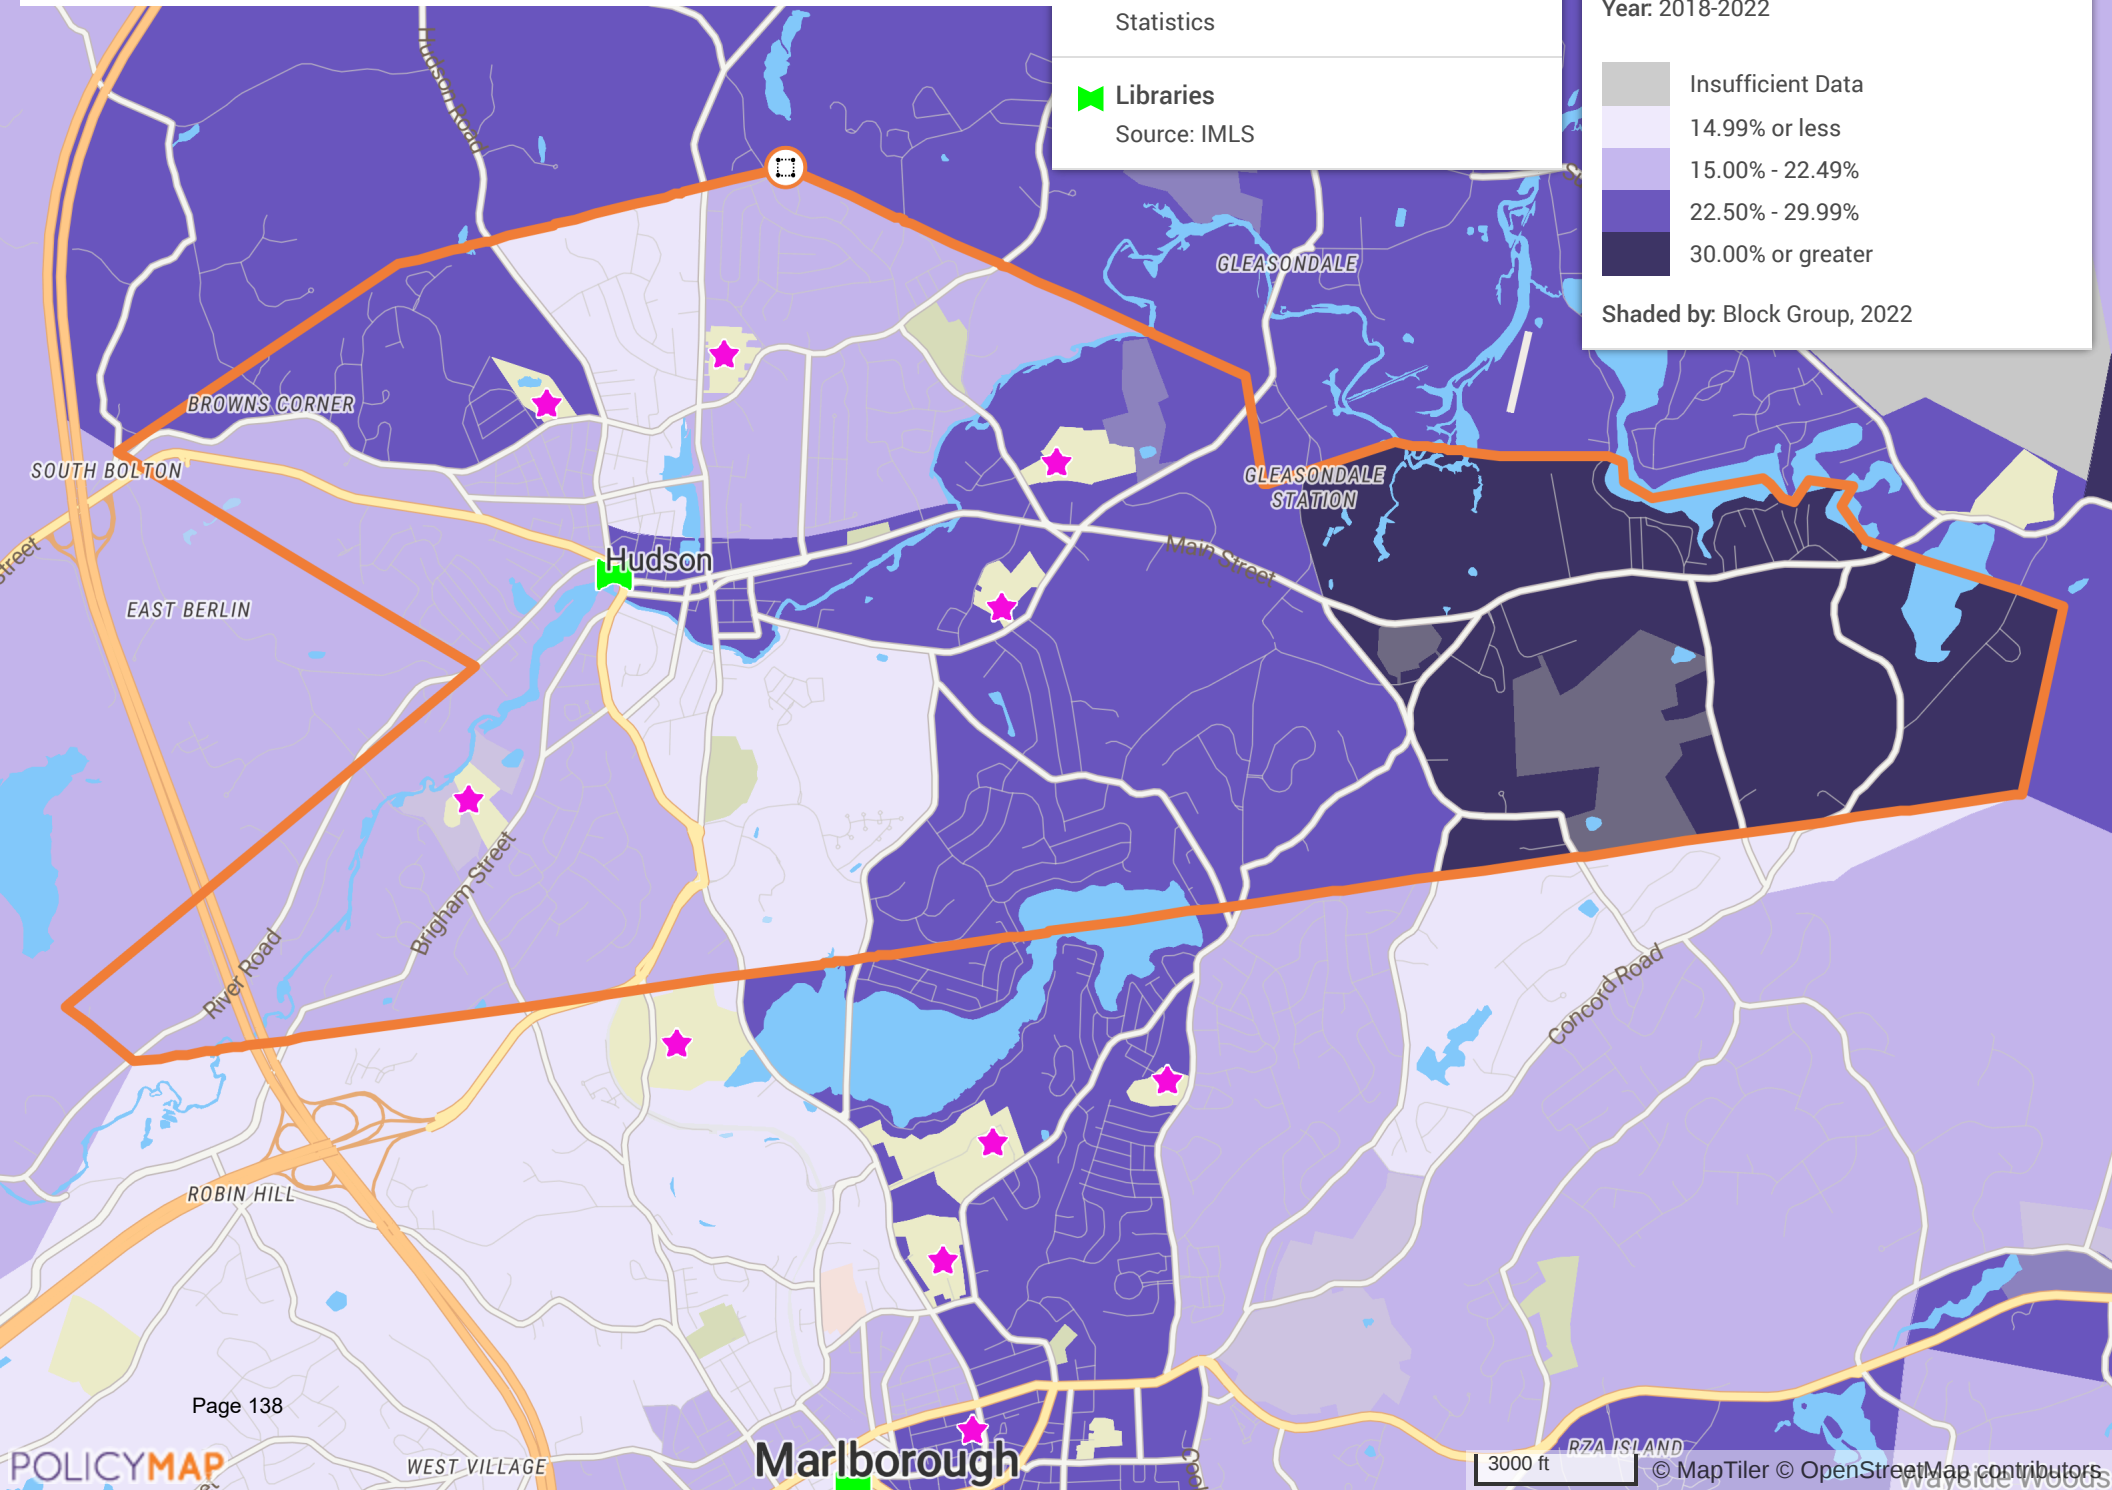 Statistics
Libraries
Source: IMLS
Year: 2018-2022
Insufficient Data
14.99% or less
15.00% - 22.49%
22.50% - 29.99%
30.00% or greater
Shaded by: Block Group, 2022
Hudson Road
GLEASONDALE
BROWNS CORNER
SOUTH BOLTON
GLEASONDALE
STATION
Main Street
Street
Hudson
EAST BERLIN
Brigham Street
River Road
Concord Road
ROBIN HILL
Page 138
POLICYMAP
WEST VILLAGE
Marlborough
RZA ISLAND
3000 ft
© MapTiler © OpenStreetMap contributors
Wayside Woods